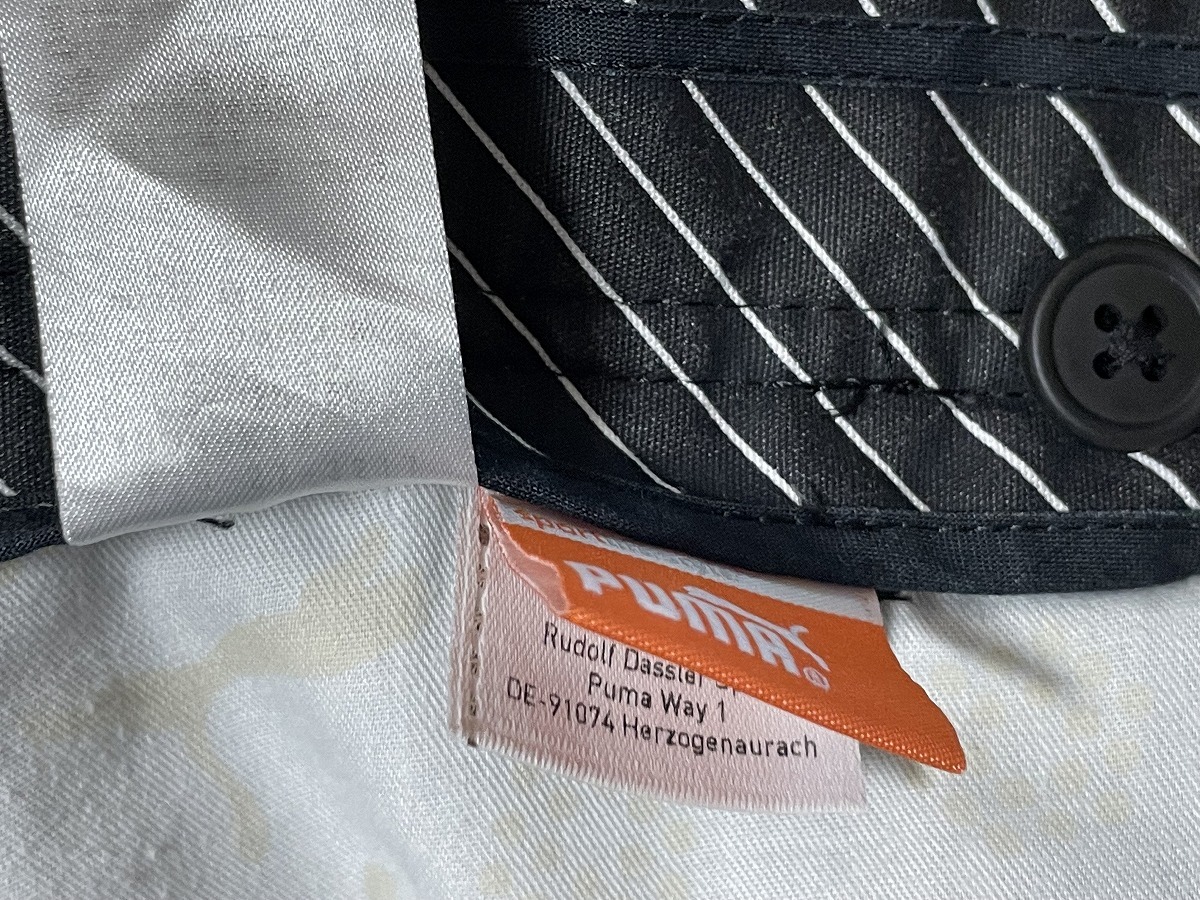 PUMA®
Rudolf Dassler
Puma Way 1
DE-91074 Herzogenaurach